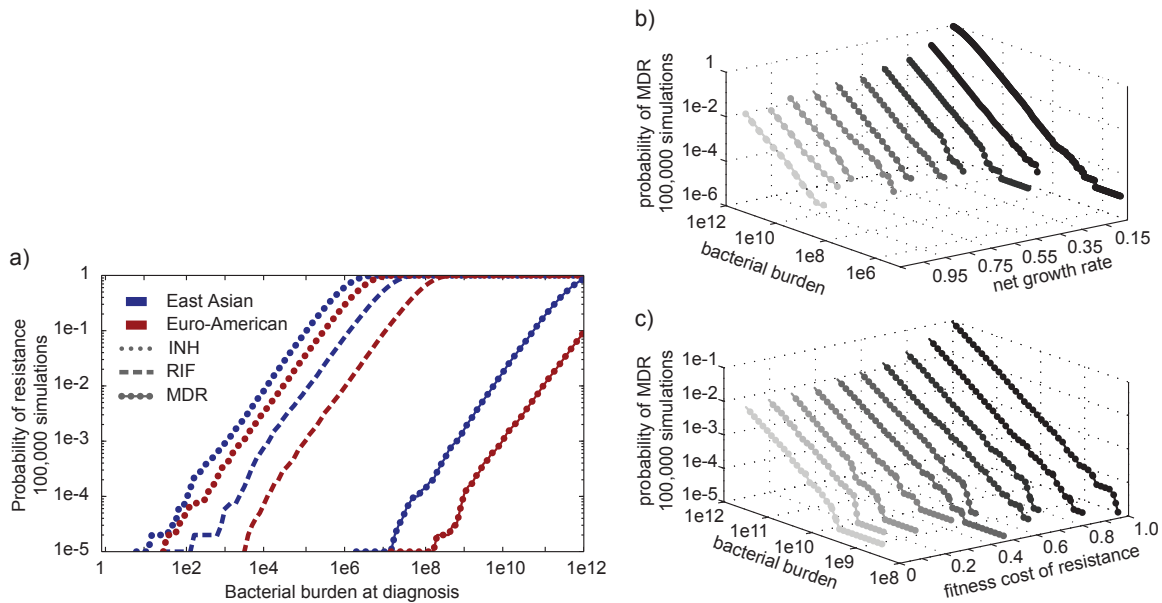 a)
Probability of resistance
100,000 simulations
1
1e-1
1e-2
1e-3
1e-4
1e-5
East Asian
Euro-American
INH
RIF
MDR
1 1e2 1e4 1e6 1e8 1e10 1e12
Bacterial burden at diagnosis
b)
probability of MDR
100,000 simulations
1
1e-2
1e-4
1e-6
1e12
1e10
1e8
1e6
bacterial burden
0.95
0.75
0.55
0.35
0.15
net growth rate
c)
probability of MDR
100,000 simulations
1e-1
1e-2
1e-3
1e-4
1e-5
1e12
1e11
1e10
1e9
1e8
bacterial burden
0
0.2
0.4
0.6
0.8
1.0
fitness cost of resistance